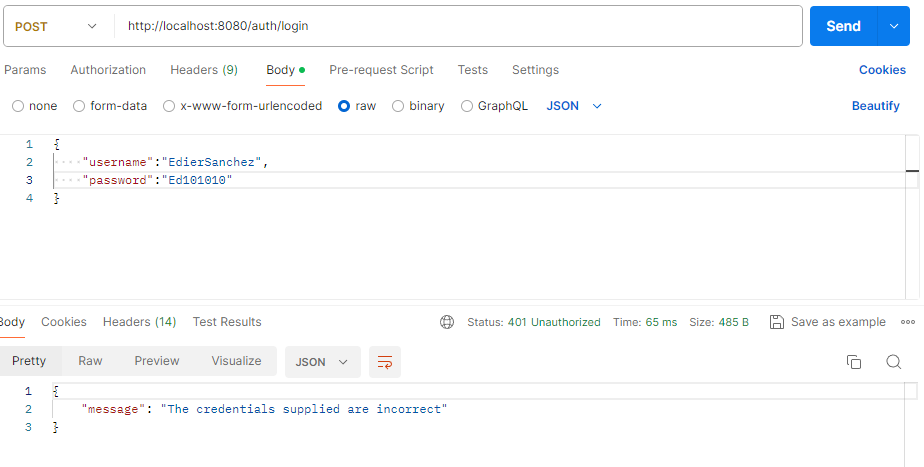 POST http://localhost:8080/auth/login Send
Params Authorization Headers (9) Body Pre-request Script Tests Settings Cookies
none form-data x-www-form-urlencoded raw binary GraphQL JSON Beautify
1 {
2 "username":"EdierSanchez",
3 "password":"Ed101010"
4 }
Body Cookies Headers (14) Test Results Status: 401 Unauthorized Time: 65 ms Size: 485 B Save as example
Pretty Raw Preview Visualize JSON
1 {
2 "message": "The credentials supplied are incorrect"
3 }